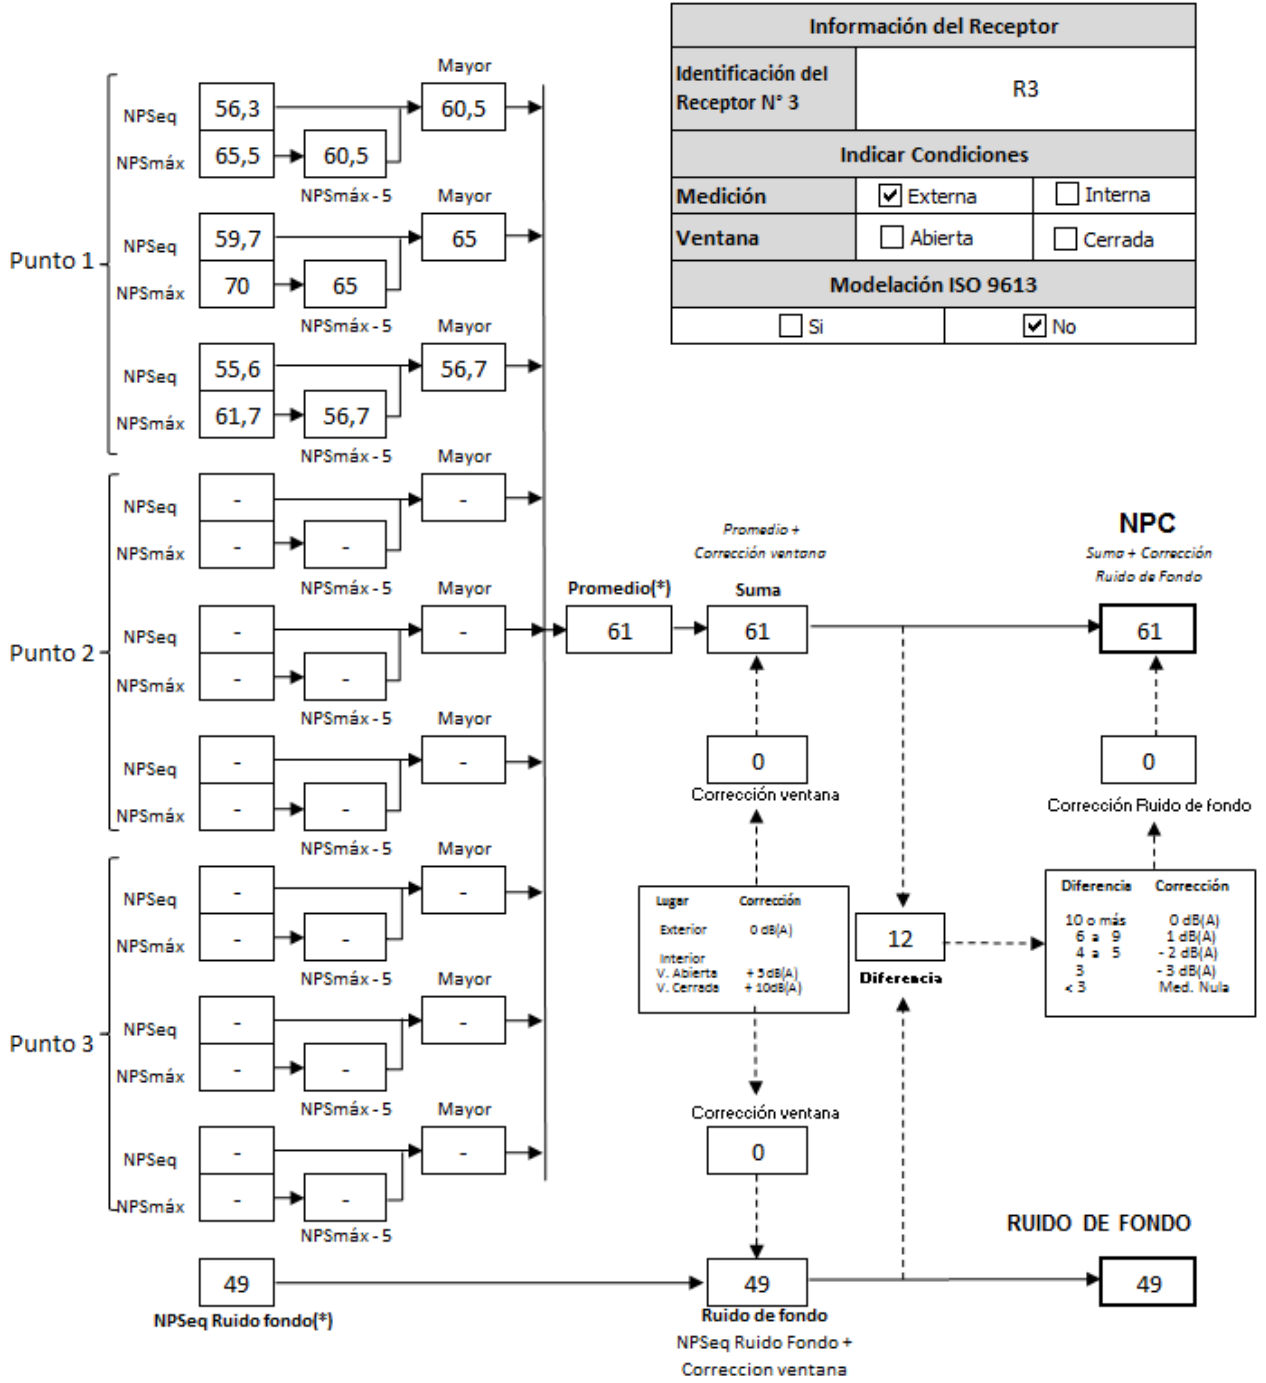 Información del Receptor
Identificación del
Receptor N° 3
R3
Indicar Condiciones
Medición
Externa
Interna
Ventana
Abierta
Cerrada
Modelación ISO 9613
Si
No
Punto 1
Mayor
NPSeq
56,3
60,5
NPSmáx
65,5
60,5
NPSmáx - 5
Mayor
NPSeq
59,7
65
NPSmáx
70
65
NPSmáx - 5
Mayor
NPSeq
55,6
56,7
NPSmáx
61,7
56,7
NPSmáx - 5
Punto 2
Mayor
NPSeq
-
-
NPSmáx
-
-
NPSmáx - 5
Mayor
NPSeq
-
-
NPSmáx
-
-
NPSmáx - 5
Mayor
NPSeq
-
-
NPSmáx
-
-
NPSmáx - 5
Punto 3
Mayor
NPSeq
-
-
NPSmáx
-
-
NPSmáx - 5
Mayor
NPSeq
-
-
NPSmáx
-
-
NPSmáx - 5
Mayor
NPSeq
-
-
NPSmáx
-
-
NPSmáx - 5
49
NPSeq Ruido fondo(*)
Promedio(*)
61
Promedio +
Corrección ventana
Suma
61
0
Corrección ventana
Lugar Corrección
Exterior 0 dB(A)
Interior
V. Abierta + 5dB(A)
V. Cerrada + 10dB(A)
Corrección ventana
0
49
Ruido de fondo
NPSeq Ruido Fondo +
Correccion ventana
12
Diferencia
NPC
Suma + Corrección
Ruido de Fondo
61
0
Corrección Ruido de fondo
Diferencia Corrección
10 o más 0 dB(A)
6 a 9 1 dB(A)
4 a 5 - 2 dB(A)
3 - 3 dB(A)
< 3 Med. Nula
RUIDO DE FONDO
49